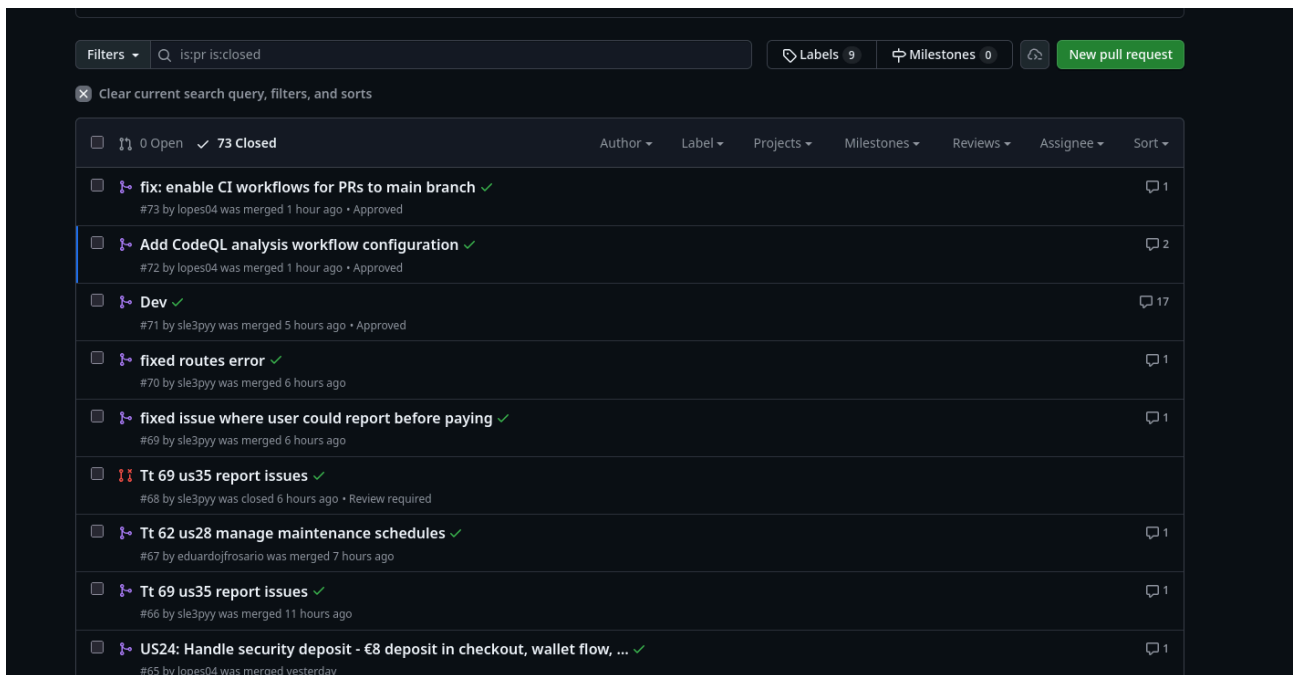 Filters
is:pr is:closed
Labels 9
Milestones 0
New pull request
Clear current search query, filters, and sorts
0 Open 73 Closed
Author Label Projects Milestones Reviews Assignee Sort
fix: enable CI workflows for PRs to main branch
1
#73 by lopes04 was merged 1 hour ago • Approved
Add CodeQL analysis workflow configuration
2
#72 by lopes04 was merged 1 hour ago • Approved
Dev
17
#71 by sle3pyy was merged 5 hours ago • Approved
fixed routes error
1
#70 by sle3pyy was merged 6 hours ago
fixed issue where user could report before paying
1
#69 by sle3pyy was merged 6 hours ago
Tt 69 us35 report issues
#68 by sle3pyy was closed 6 hours ago • Review required
Tt 62 us28 manage maintenance schedules
1
#67 by eduardojfrosario was merged 7 hours ago
Tt 69 us35 report issues
1
#66 by sle3pyy was merged 11 hours ago
US24: Handle security deposit - €8 deposit in checkout, wallet flow, ...
1
#65 by lopes04 was merged yesterday